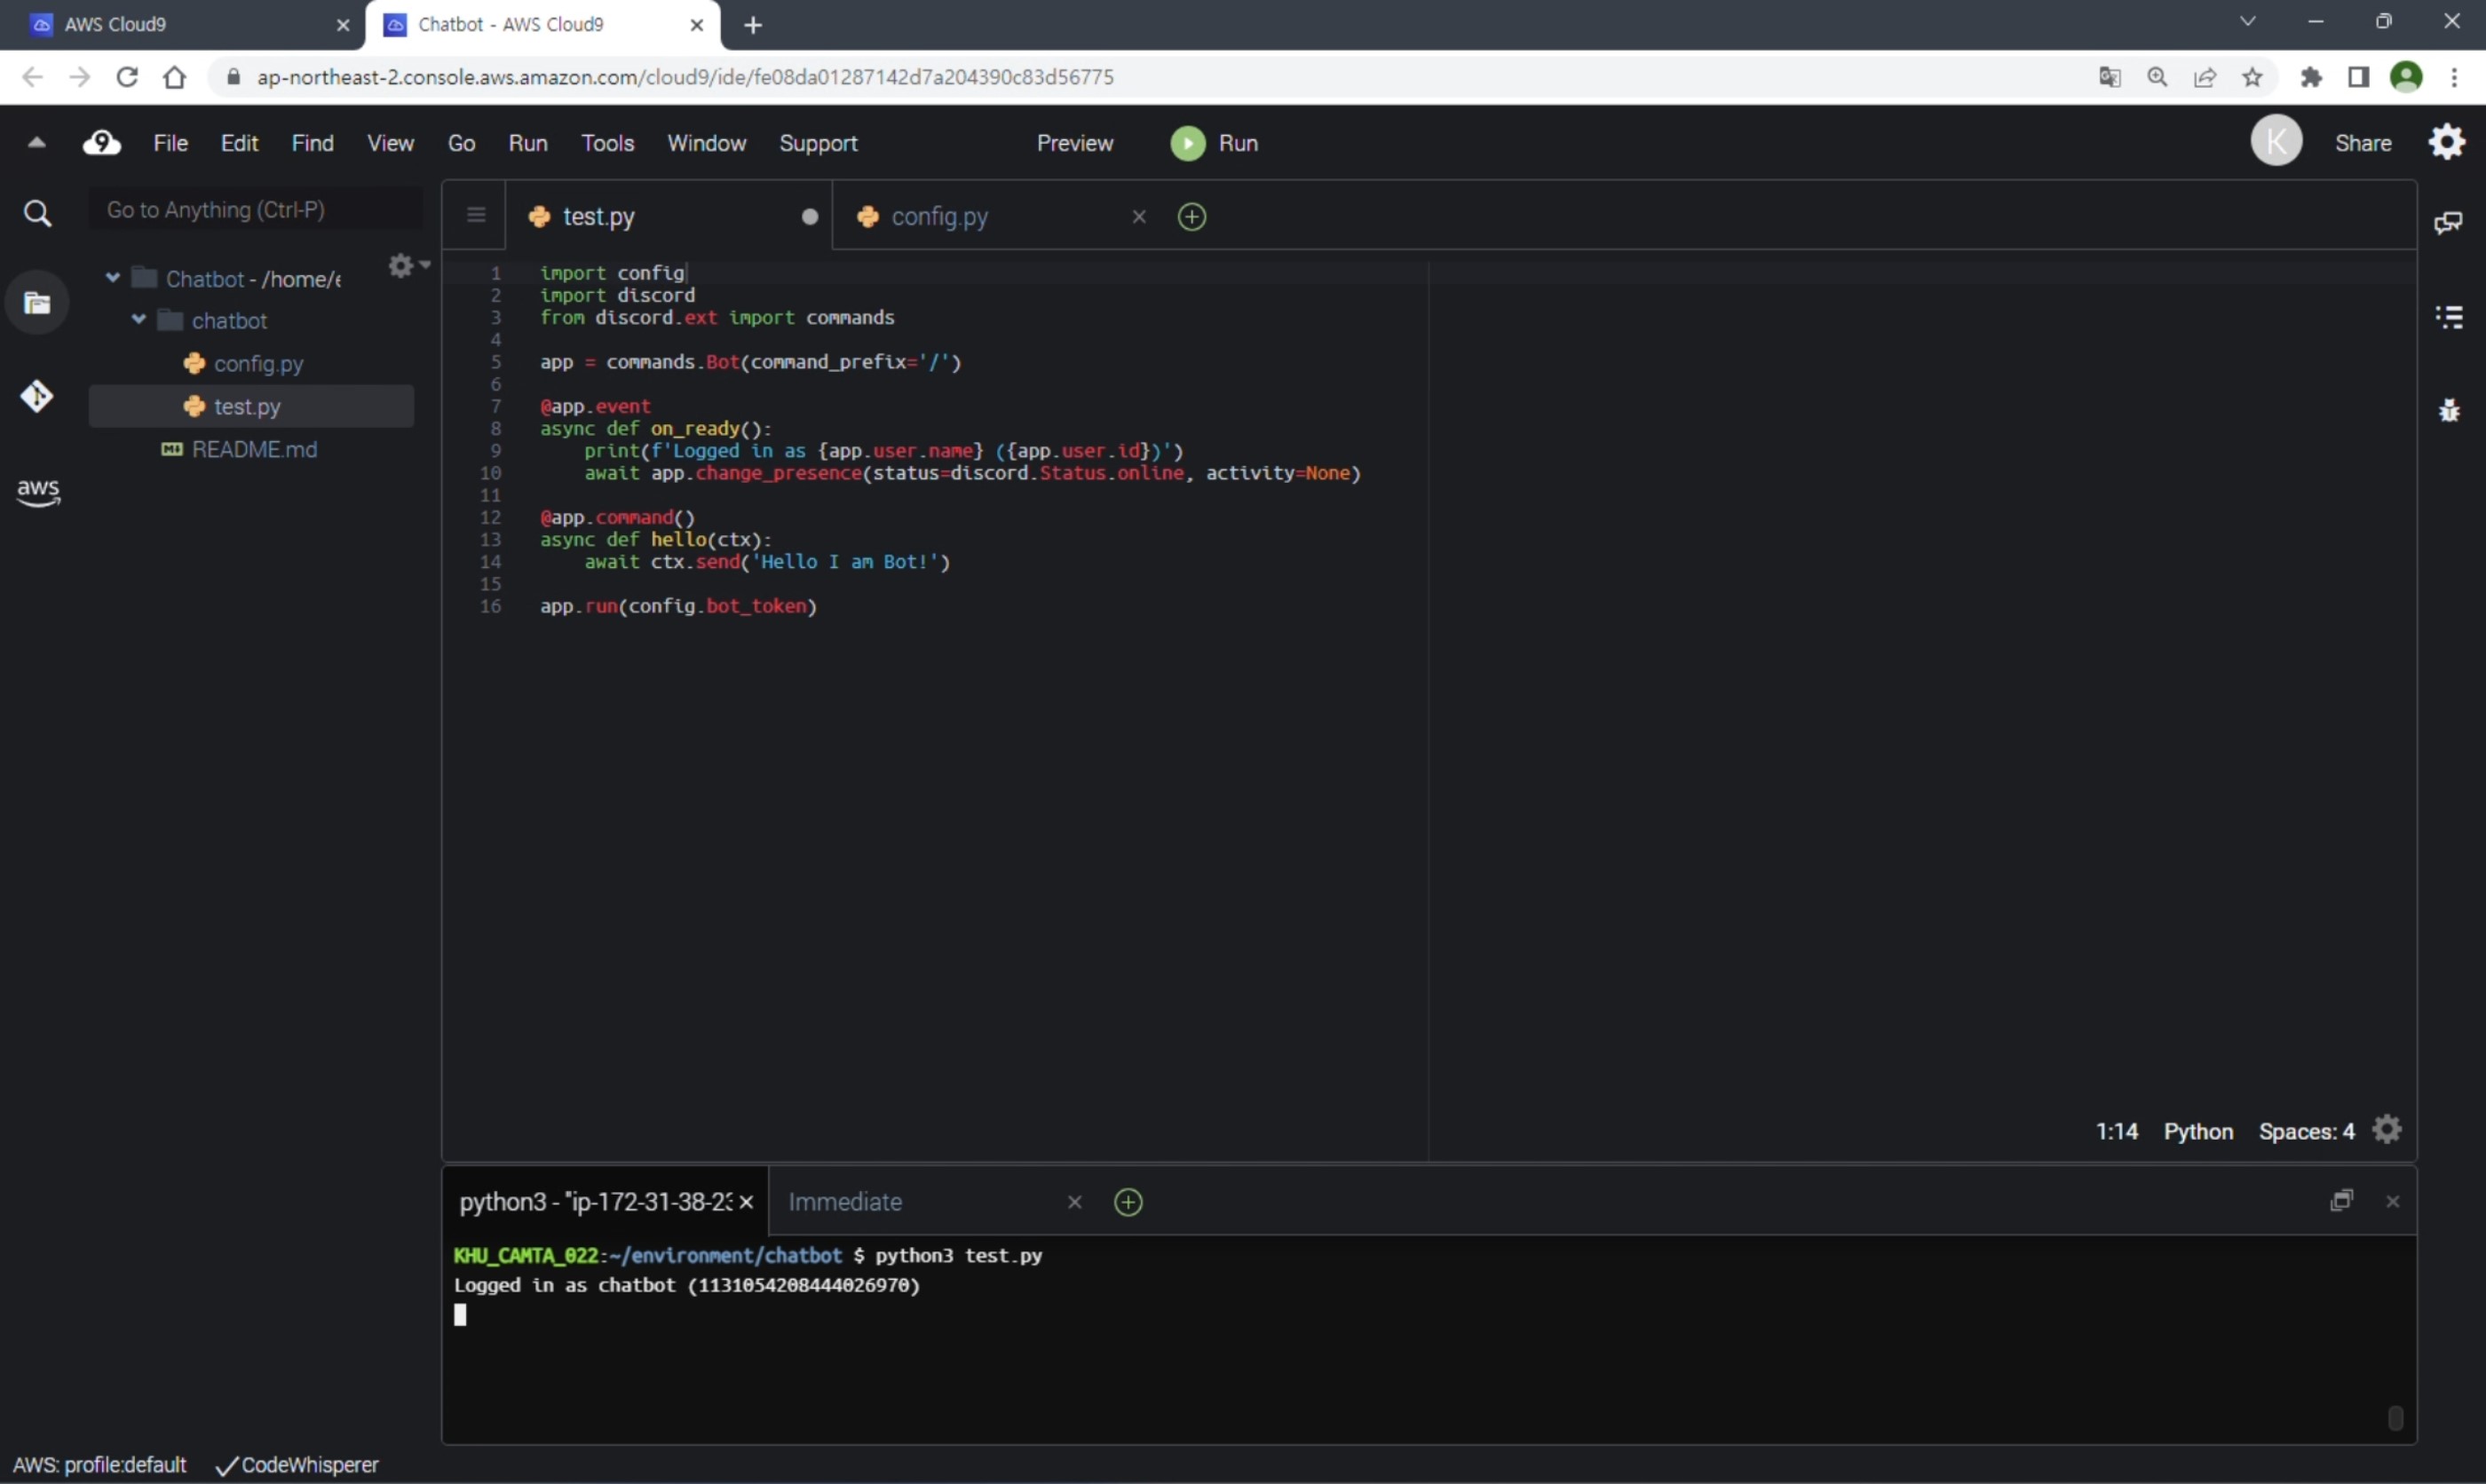 AWS Cloud9
Chatbot - AWS Cloud9
ap-northeast-2.console.aws.amazon.com/cloud9/ide/fe08da01287142d7a204390c83d56775
9 File Edit Find View Go Run Tools Window Support Preview Run K Share
Go to Anything (Ctrl-P)
Chatbot - /home/e
chatbot
config.py
test.py
README.md
aws
test.py
config.py
1 import config
2 import discord
3 from discord.ext import commands
4
5 app = commands.Bot(command_prefix='/')
6
7 @app.event
8 async def on_ready():
9     print(f'Logged in as {app.user.name} ({app.user.id})')
10     await app.change_presence(status=discord.Status.online, activity=None)
11
12 @app.command()
13 async def hello(ctx):
14     await ctx.send('Hello I am Bot!')
15
16 app.run(config.bot_token)
1:14 Python Spaces: 4
python3 - "ip-172-31-38-23
Immediate
KHU_CAMTA_022:~/environment/chatbot $ python3 test.py
Logged in as chatbot (1131054208444026970)
AWS: profile:default CodeWhisperer